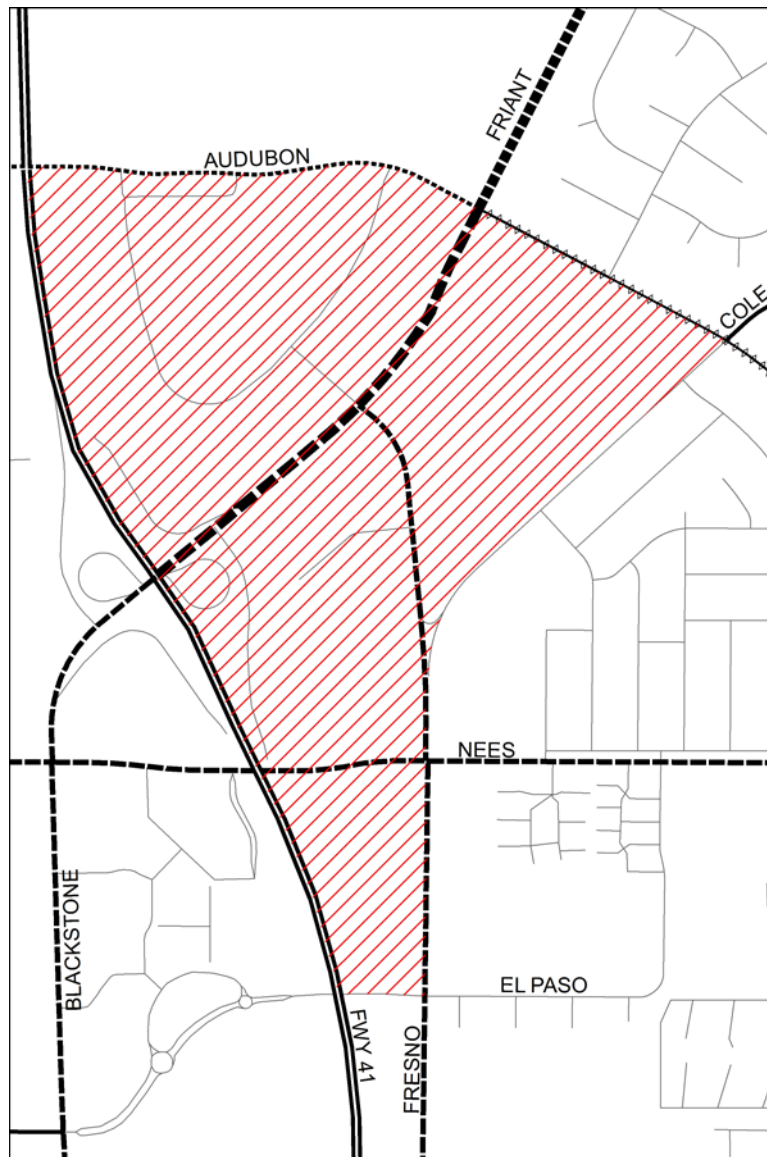 FRIANT
AUDUBON
COLE
NEES
BLACKSTONE
EL PASO
FWY 41
FRESNO